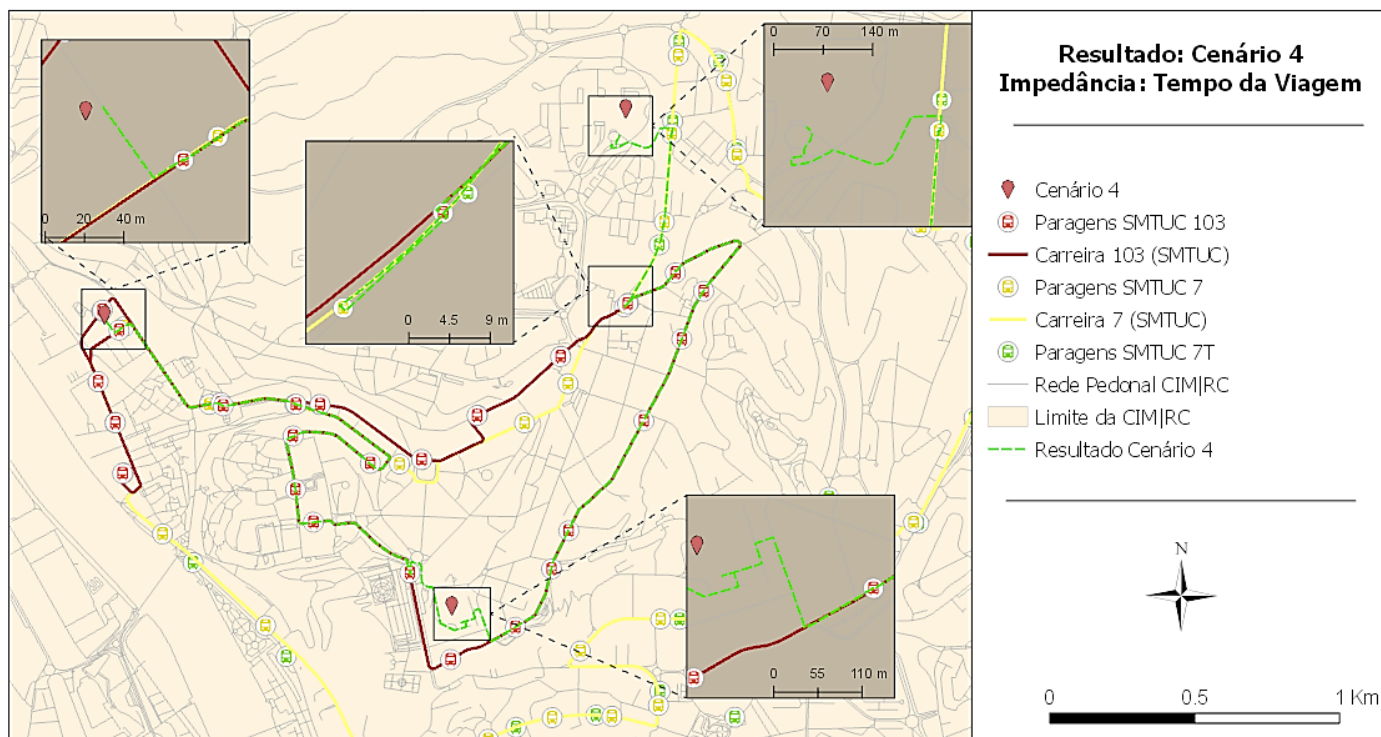 Resultado: Cenário 4
Impedância: Tempo da Viagem
Cenário 4
Paragens SMTUC 103
Carreira 103 (SMTUC)
Paragens SMTUC 7
Carreira 7 (SMTUC)
Paragens SMTUC 7T
Rede Pedonal CIM|RC
Limite da CIM|RC
Resultado Cenário 4
N
0 0.5 1 Km
0 20 40 m
0 4.5 9 m
0 70 140 m
0 55 110 m